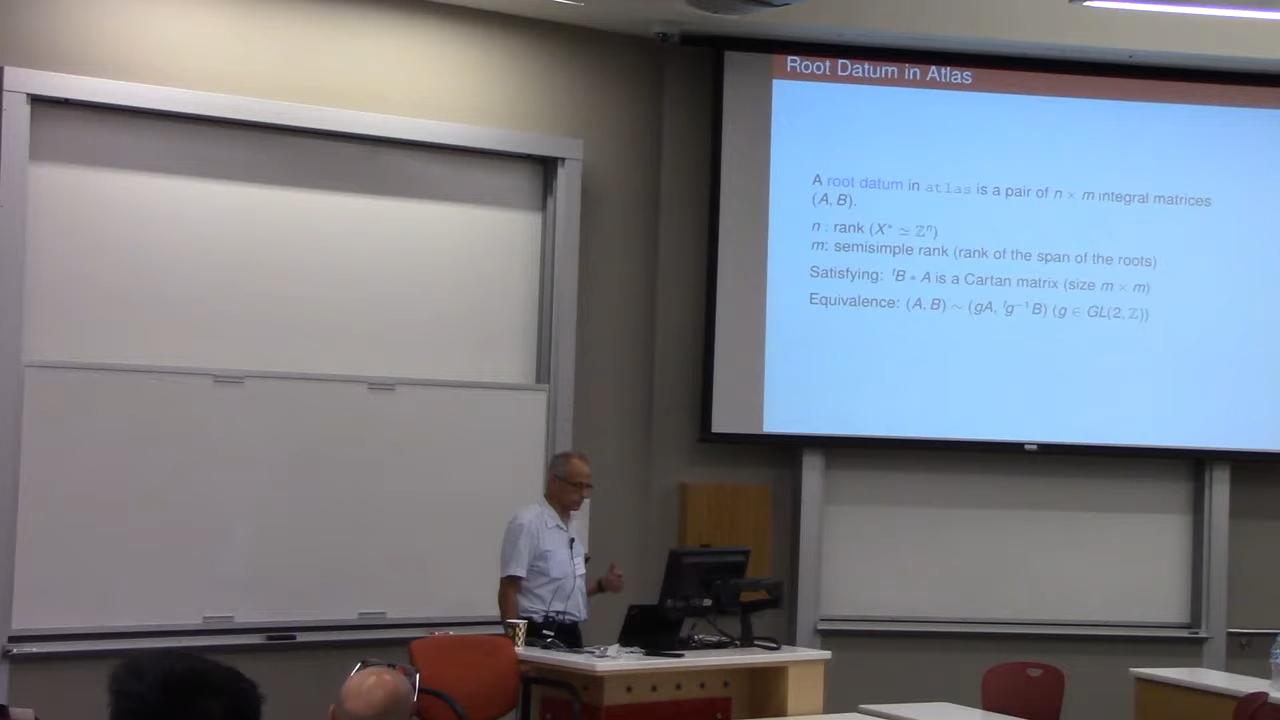 Root Datum in Atlas
A root datum in atlas is a pair of n × m integral matrices
(A, B).
n : rank (X* ≃ ℤⁿ)
m: semisimple rank (rank of the span of the roots)
Satisfying: ᵗB * A is a Cartan matrix (size m × m)
Equivalence: (A, B) ∼ (gA, ᵗg⁻¹B) (g ∈ GL(2, ℤ))